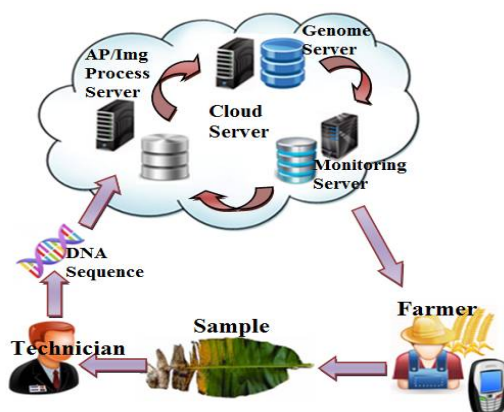 Genome
Server
AP/Img
Process
Server
Cloud
Server
Monitoring
Server
DNA
Sequence
Farmer
Sample
Technician